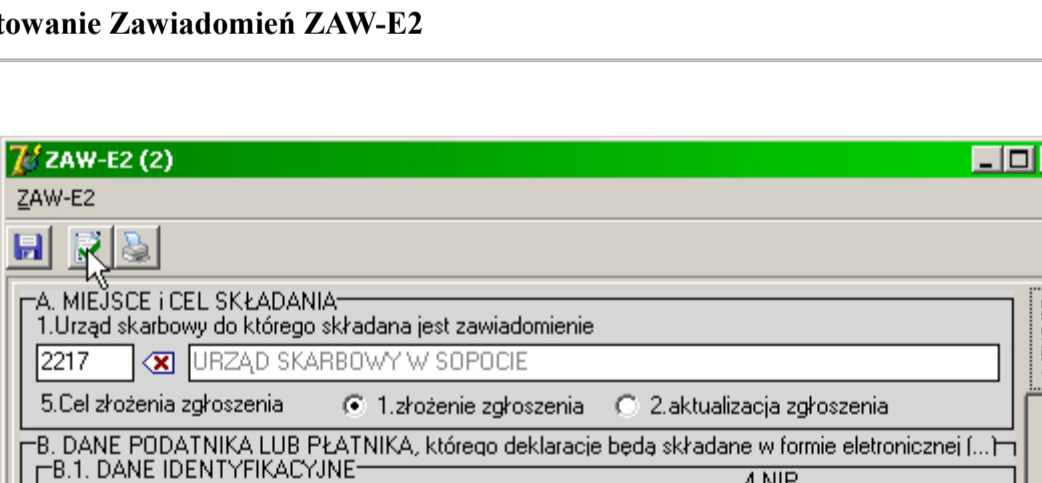 towanie Zawiadomień ZAW-E2
ZAW-E2 (2)
ZAW-E2
A. MIEJSCE i CEL SKŁADANIA
1.Urząd skarbowy do którego składana jest zawiadomienie
2217 URZĄD SKARBOWY W SOPOCIE
5.Cel złożenia zgłoszenia 1.złożenie zgłoszenia 2.aktualizacja zgłoszenia
B. DANE PODATNIKA LUB PŁATNIKA, którego deklaracje będą składane w formie eletronicznej [...]
B.1. DANE IDENTYFIKACYJNE
4.NIP